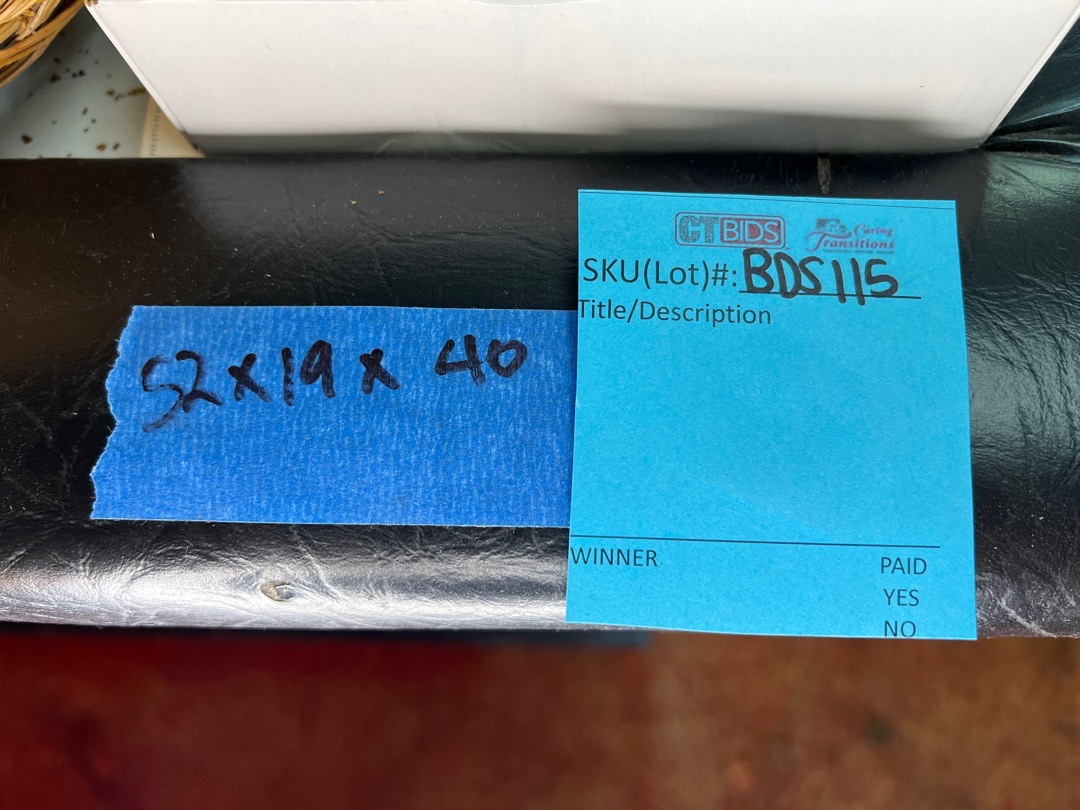 52 x 19 x 40
CTBIDS
Caring
Transitions
SKU(Lot)#: BDS115
Title/Description
WINNER
PAID
YES
NO